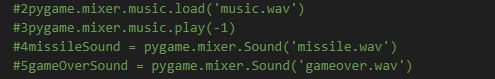 #2pygame.mixer.music.load('music.wav')
#3pygame.mixer.music.play(-1)
#4missileSound = pygame.mixer.Sound('missile.wav')
#5gameOverSound = pygame.mixer.Sound('gameover.wav')